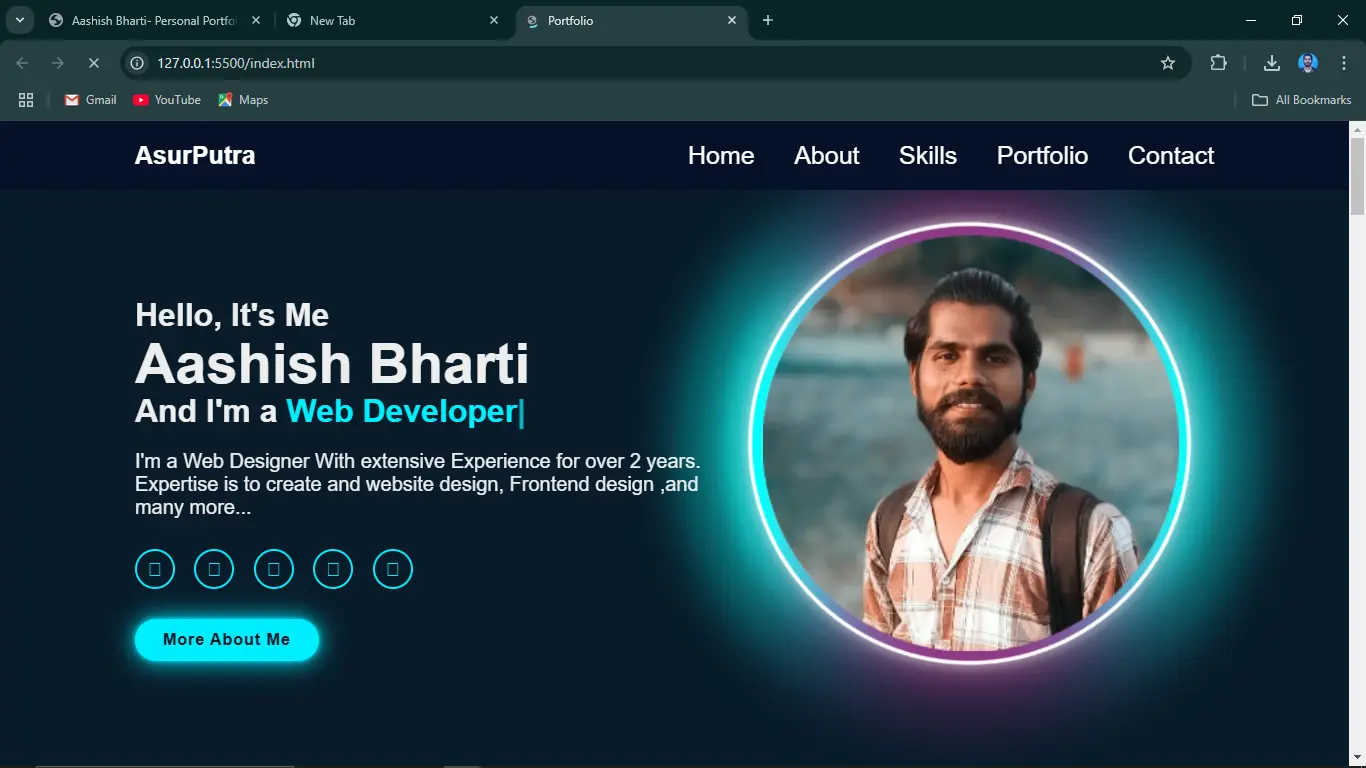 Aashish Bharti- Personal Portfo
New Tab
Portfolio
127.0.0.1:5500/index.html
Gmail
YouTube
Maps
All Bookmarks
AsurPutra
Home
About
Skills
Portfolio
Contact
Hello, It's Me
Aashish Bharti
And I'm a Web Developer|
I'm a Web Designer With extensive Experience for over 2 years.
Expertise is to create and website design, Frontend design ,and
many more...
More About Me